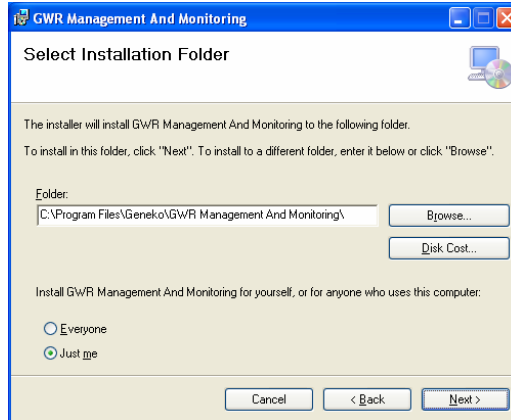 GWR Management And Monitoring
Select Installation Folder
The installer will install GWR Management And Monitoring to the following folder.
To install in this folder, click "Next". To install to a different folder, enter it below or click "Browse".
Folder:
C:\Program Files\Geneko\GWR Management And Monitoring\
Browse...
Disk Cost...
Install GWR Management And Monitoring for yourself, or for anyone who uses this computer:
Everyone
Just me
Cancel < Back Next >